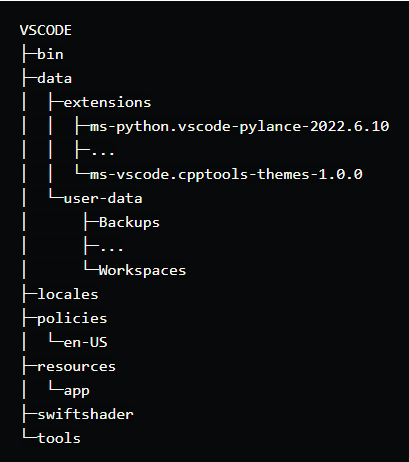 VSCODE
├─bin
├─data
│  ├─extensions
│  │  ├─ms-python.vscode-pylance-2022.6.10
│  │  ├─...
│  │  └─ms-vscode.cpptools-themes-1.0.0
│  └─user-data
│      ├─Backups
│      ├─...
│      └─Workspaces
├─locales
├─policies
│  └─en-US
├─resources
│  └─app
├─swiftshader
└─tools